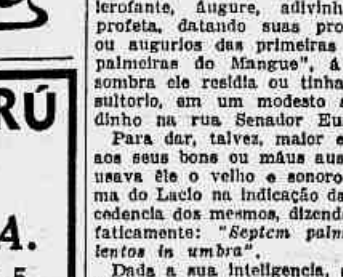 RÚ
A.
lerofante, Augure, adivinh
profeta, datando suas pro
ou augurios das primeiras
palmeiras do Mangue", á
sombra ele residia ou tinha
sultorio, em um modesto s
dinho na rua Senador Eu
Para dar, talvez, maior e
aos seus bons ou máus aus
usava êle o velho e sonoro
ma do Lacio na indicação da
cedencia dos mesmos, dizend
faticamente: "Septem palm
lentos in umbra".
Dada a sua inteligencia,